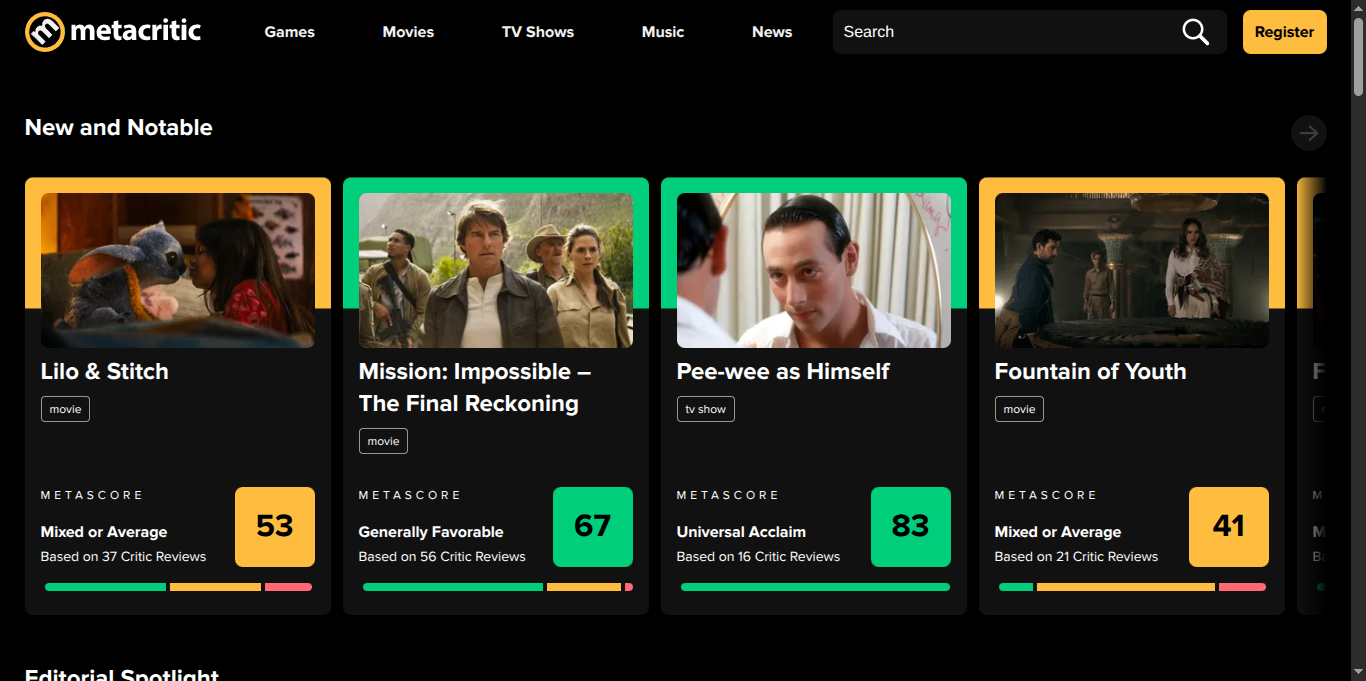 metacritic
Games
Movies
TV Shows
Music
News
Search
Register
New and Notable
Lilo & Stitch
movie
METASCORE
Mixed or Average
Based on 37 Critic Reviews
53
Mission: Impossible –
The Final Reckoning
movie
METASCORE
Generally Favorable
Based on 56 Critic Reviews
67
Pee-wee as Himself
tv show
METASCORE
Universal Acclaim
Based on 16 Critic Reviews
83
Fountain of Youth
movie
METASCORE
Mixed or Average
Based on 21 Critic Reviews
41
Editorial Spotlight